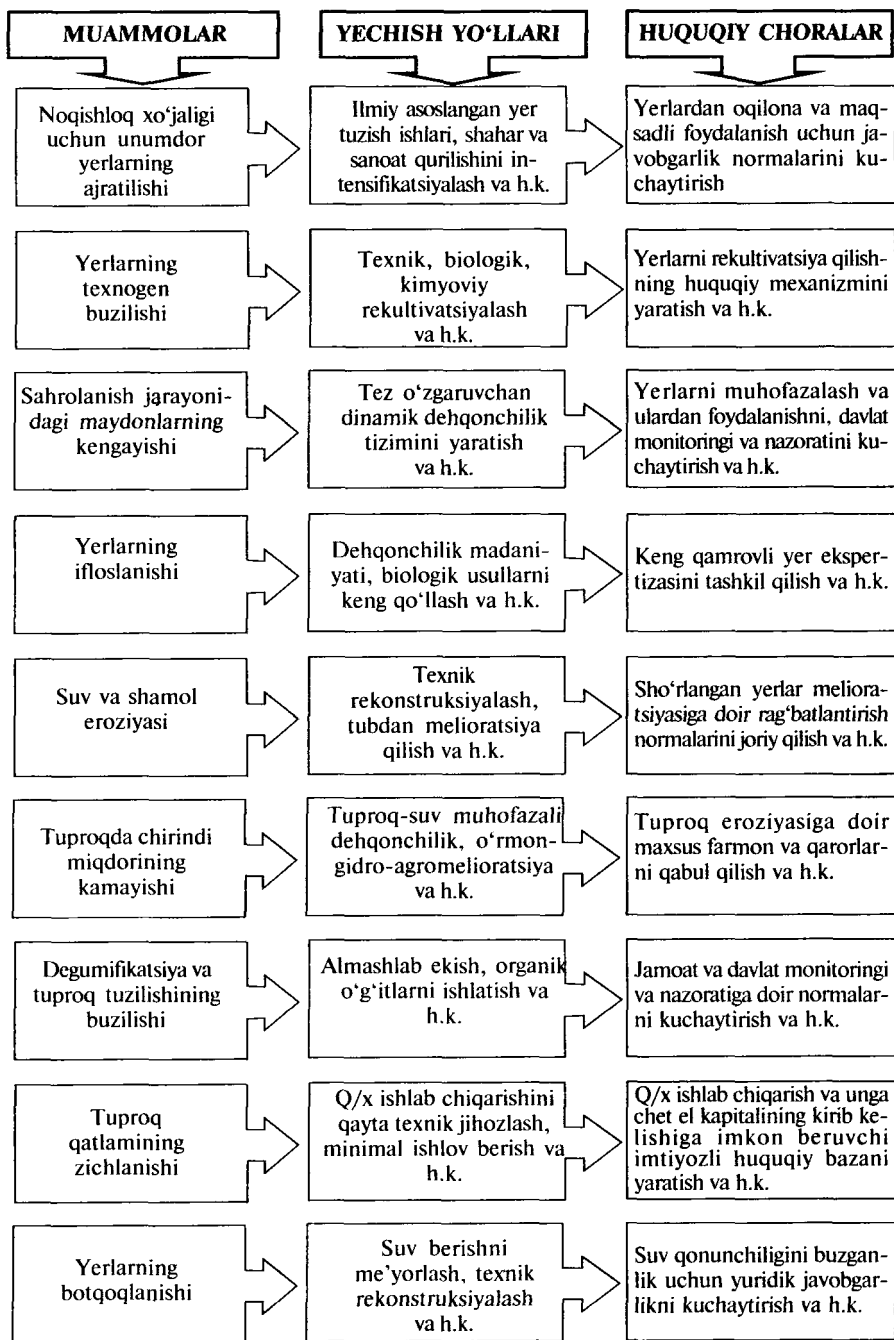 MUAMMOLAR
YECHISH YO‘LLARI
HUQUQIY CHORALAR
Noqishloq xo‘jaligi
uchun unumdor
yerlarning
ajratilishi
Ilmiy asoslangan yer
tuzish ishlari, shahar va
sanoat qurilishini in-
tensifikatsiyalash va h.k.
Yerlardan oqilona va maq-
sadli foydalanish uchun ja-
vobgarlik normalarini ku-
chaytirish
Yerlarning
texnogen
buzilishi
Texnik, biologik,
kimyoviy
rekultivatsiyalash
va h.k.
Yerlarni rekultivatsiya qilish-
ning huquqiy mexanizmini
yaratish va h.k.
Sahrolanish jarayoni-
dagi maydonlarning
kengayishi
Tez o‘zgaruvchan
dinamik dehqonchilik
tizimini yaratish
va h.k.
Yerlarni muhofazalash va
ulardan foydalanishni, davlat
monitoringi va nazoratini ku-
chaytirish va h.k.
Yerlarning
ifloslanishi
Dehqonchilik madani-
yati, biologik usullarni
keng qo‘llash va h.k.
Keng qamrovli yer eksper-
tizasini tashkil qilish va h.k.
Suv va shamol
eroziyasi
Texnik
rekonstruksiyalash,
tubdan melioratsiya
qilish va h.k.
Sho‘rlangan yerlar meliora-
tsiyasiga doir rag‘batlantirish
normalarini joriy qilish va h.k.
Tuproqda chirindi
miqdorining
kamayishi
Tuproq-suv muhofazali
dehqonchilik, o‘rmon-
gidro-agromelioratsiya
va h.k.
Tuproq eroziyasiga doir
maxsus farmon va qarorlar-
ni qabul qilish va h.k.
Degumifikatsiya va
tuproq tuzilishining
buzilishi
Almashlab ekish, organik
o‘g‘itlarni ishlatish va
h.k.
Jamoat va davlat monitoringi
va nazoratiga doir normalar-
ni kuchaytirish va h.k.
Tuproq
qatlamining
zichlanishi
Q/x ishlab chiqarishini
qayta texnik jihozlash,
minimal ishlov berish va
h.k.
Q/x ishlab chiqarish va unga
chet el kapitalining kirib ke-
lishiga imkon beruvchi
imtiyozli huquqiy bazani
yaratish va h.k.
Yerlarning
botqoqlanishi
Suv berishni
me’yorlash, texnik
rekonstruksiyalash
va h.k.
Suv qonunchiligini buzgan-
lik uchun yuridik javobgar-
likni kuchaytirish va h.k.